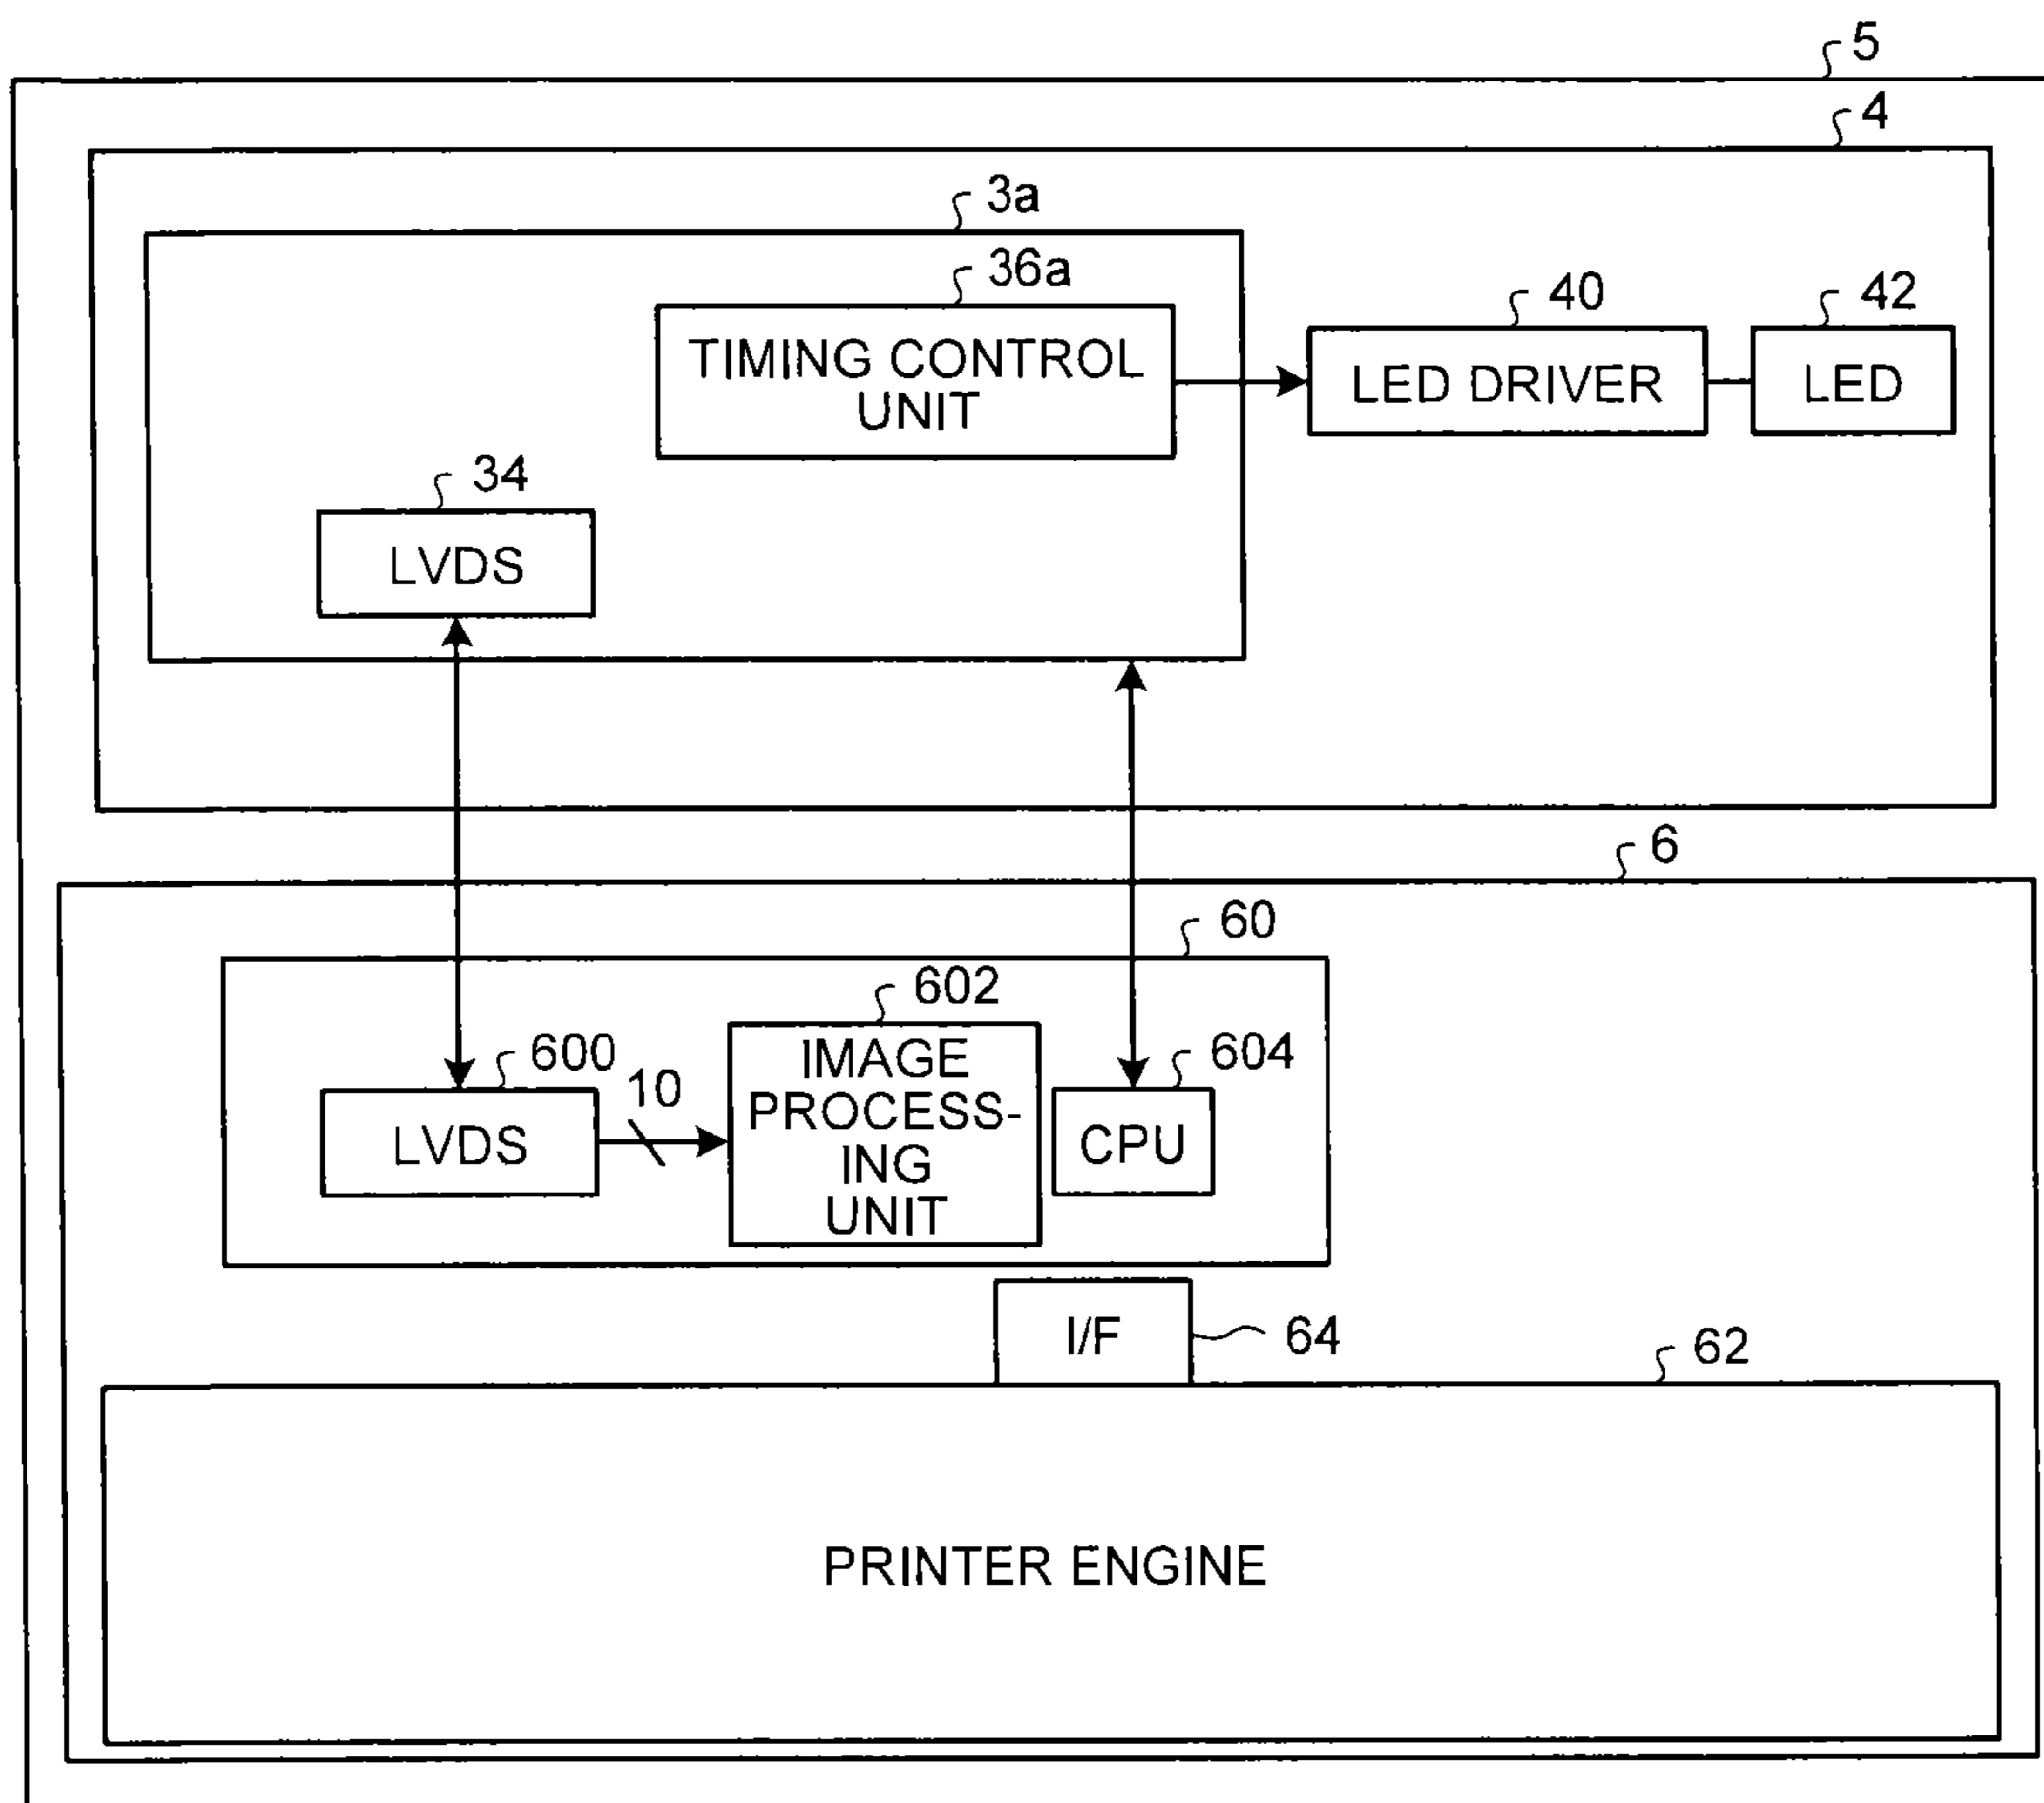 5
4
3a
36a
TIMING CONTROL
UNIT
40
LED DRIVER
42
LED
34
LVDS
6
60
602
IMAGE
PROCESS-
ING
UNIT
600
LVDS
10
604
CPU
I/F
64
62
PRINTER ENGINE